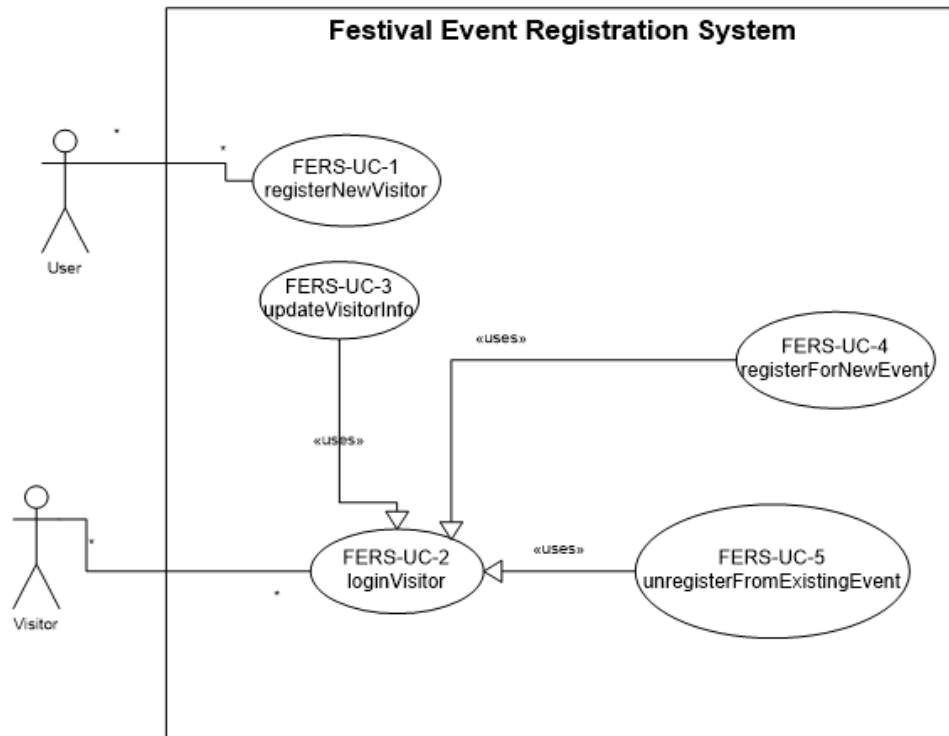 Festival Event Registration System
*
*
FERS-UC-1
registerNewVisitor
User
FERS-UC-3
updateVisitorInfo
«uses»
FERS-UC-4
registerForNewEvent
«uses»
Visitor
*
*
FERS-UC-2
loginVisitor
«uses»
FERS-UC-5
unregisterFromExistingEvent